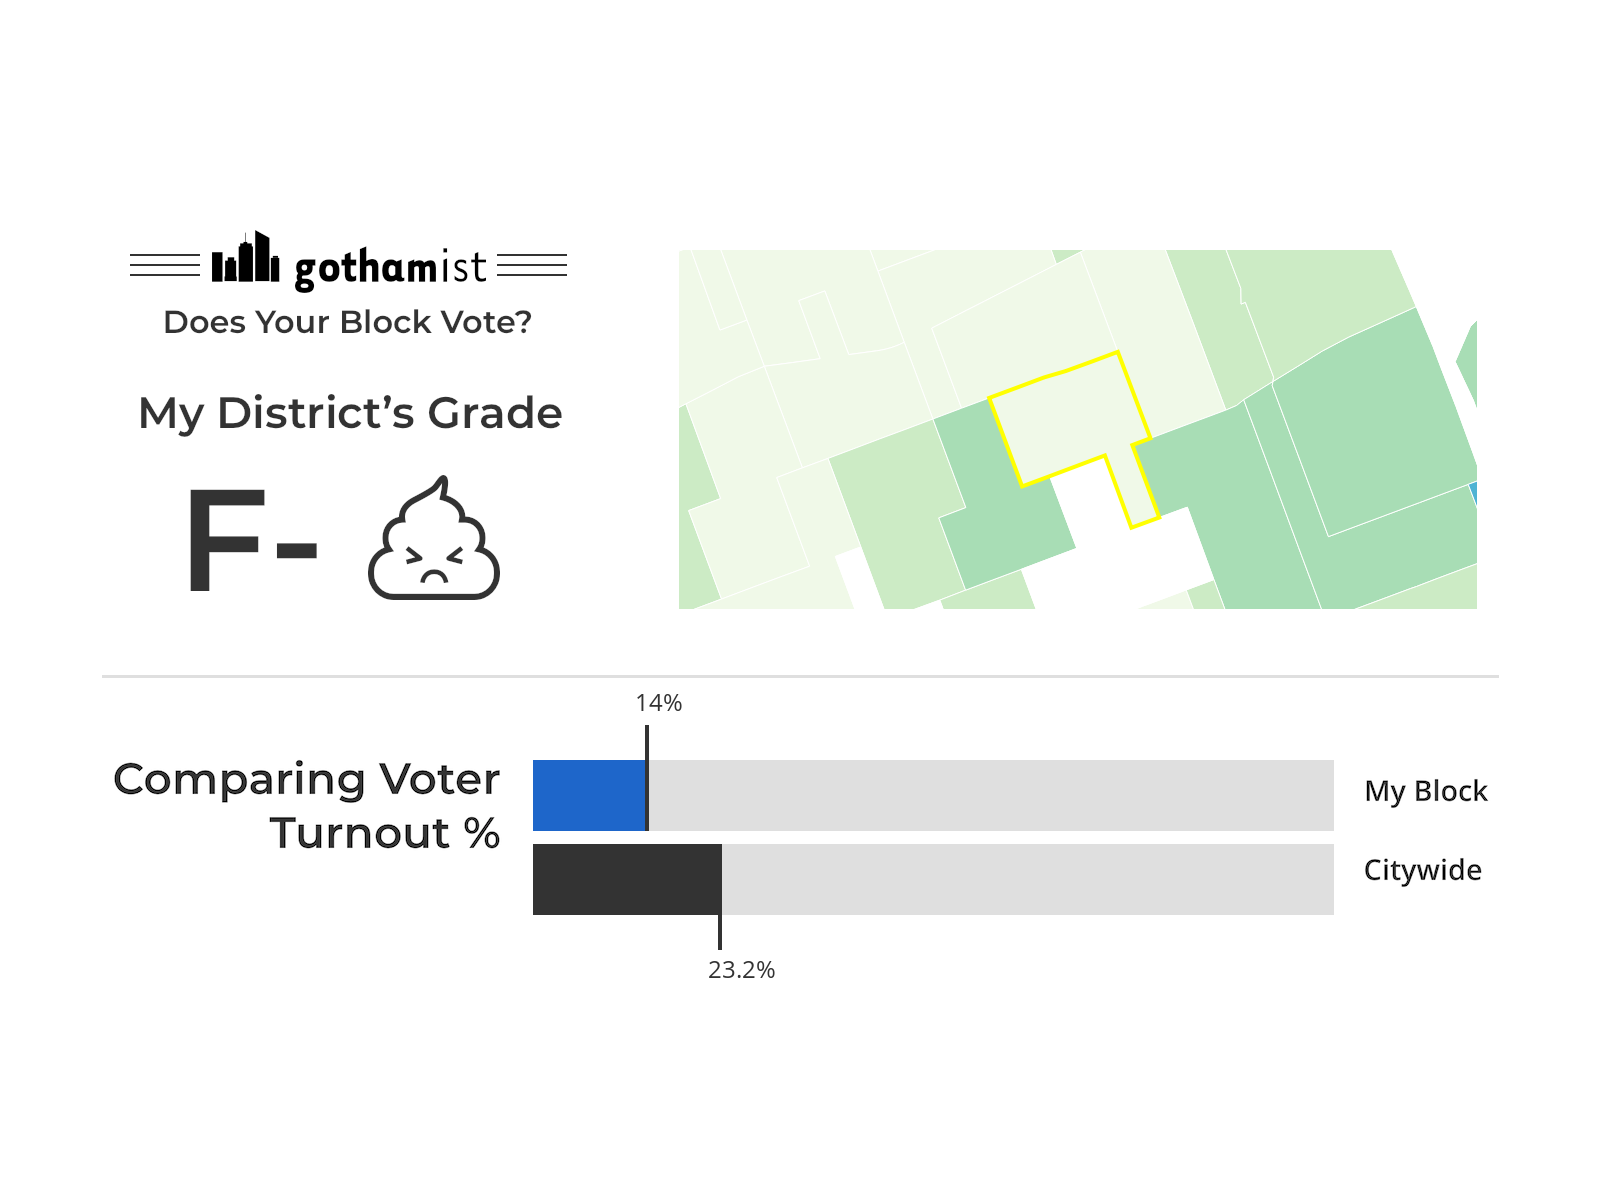 gothamist
Does Your Block Vote?
My District’s Grade
F-
14%
Comparing Voter
Turnout %
My Block
Citywide
23.2%